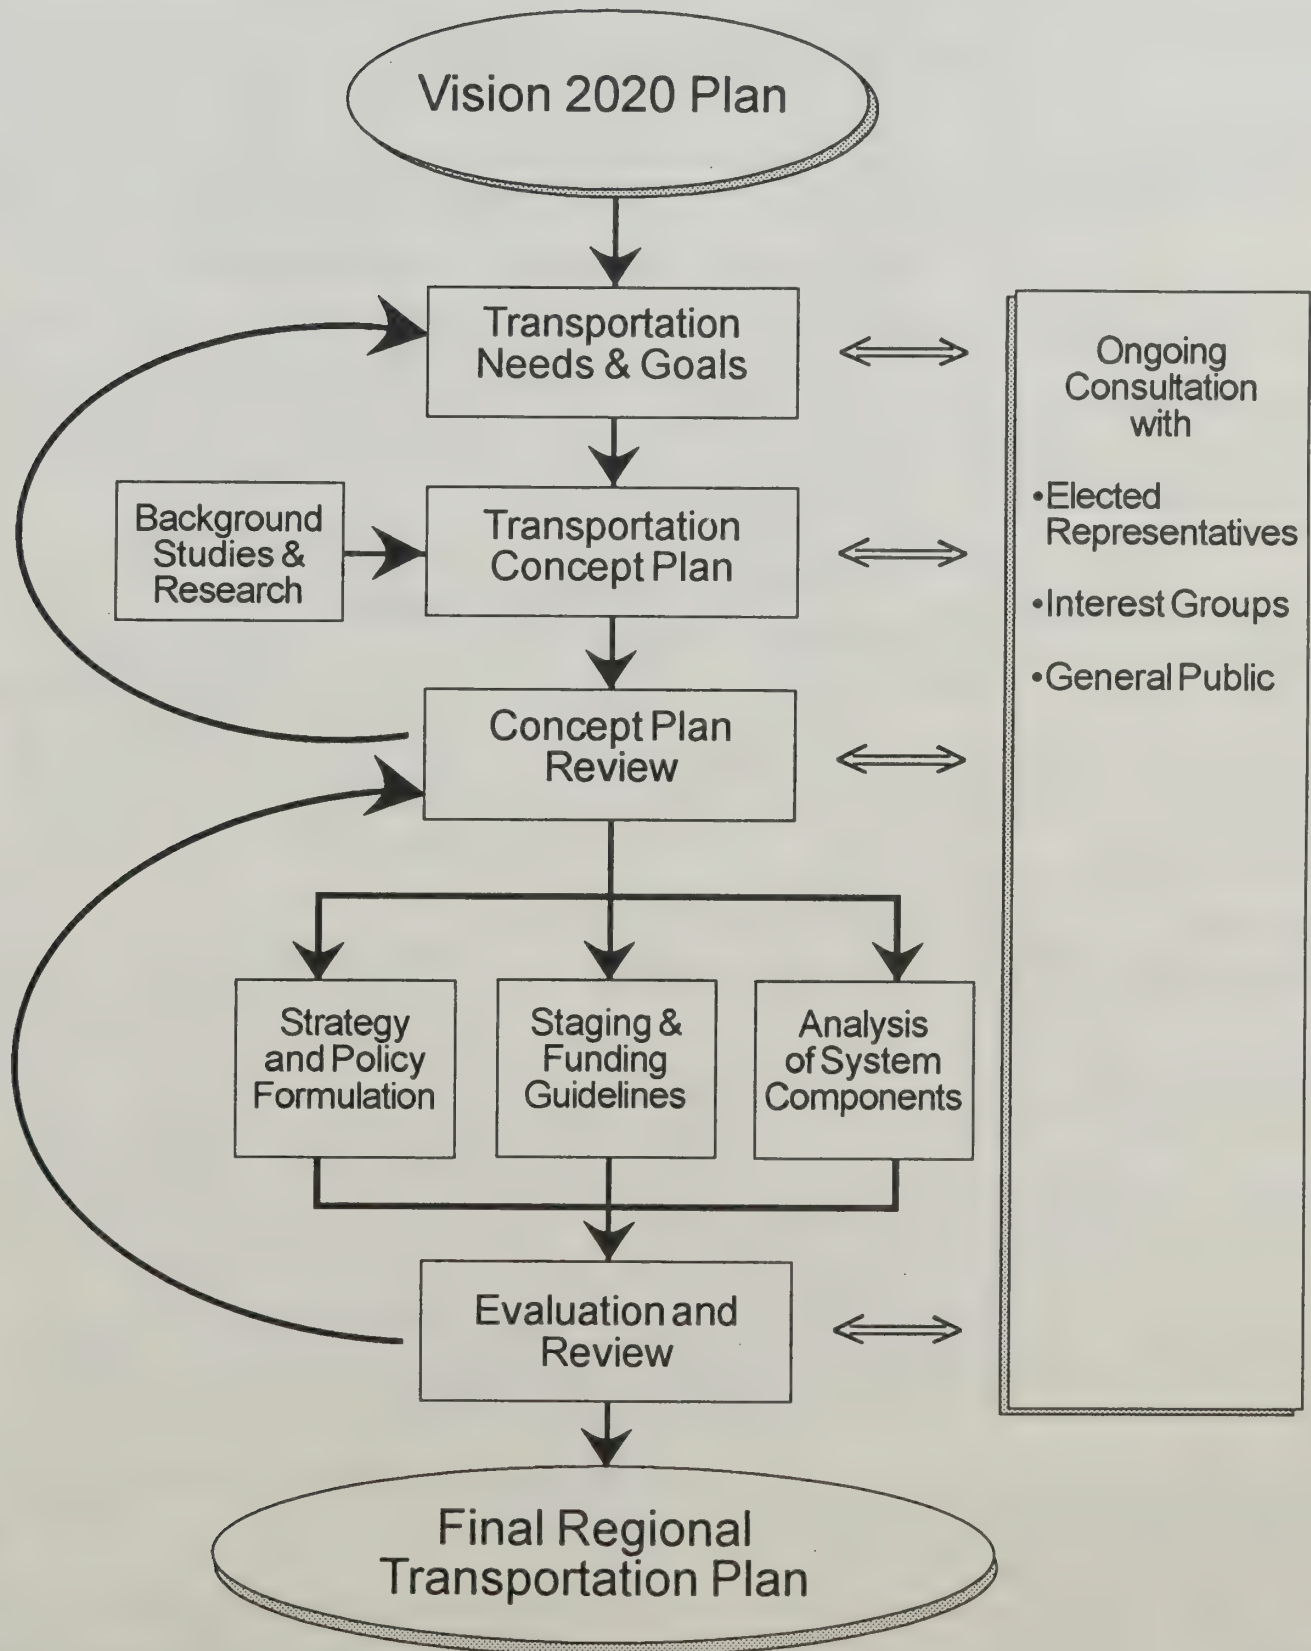 Vision 2020 Plan
Transportation
Needs & Goals
Ongoing
Consultation
with
•Elected
Representatives
•Interest Groups
•General Public
Background
Studies &
Research
Transportation
Concept Plan
Concept Plan
Review
Strategy
and Policy
Formulation
Staging &
Funding
Guidelines
Analysis
of System
Components
Evaluation and
Review
Final Regional
Transportation Plan